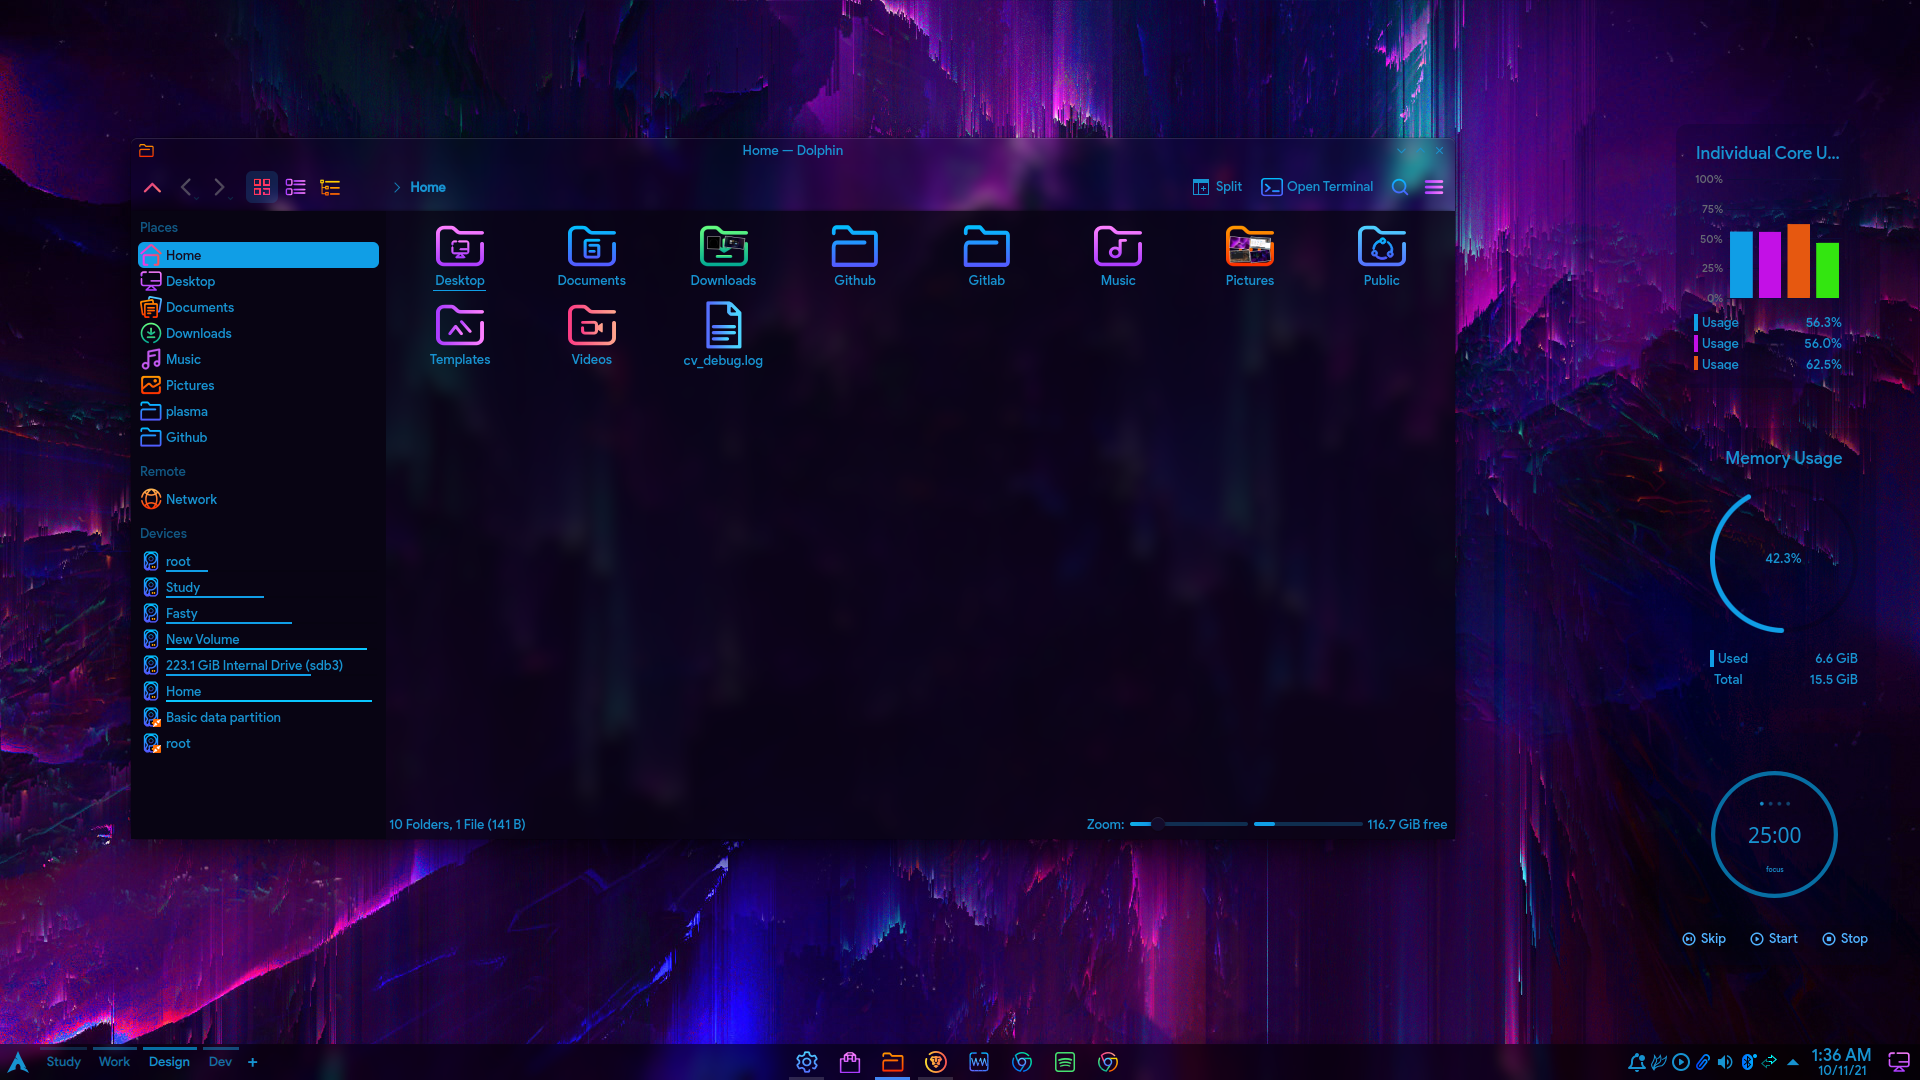 Home — Dolphin
Home
Split
Open Terminal
Places
Home
Desktop
Documents
Downloads
Music
Pictures
plasma
Github
Remote
Network
Devices
root
Study
Fasty
New Volume
223.1 GiB Internal Drive (sdb3)
Home
Basic data partition
root
Desktop
Documents
Downloads
Github
Gitlab
Music
Pictures
Public
Templates
Videos
cv_debug.log
10 Folders, 1 File (141 B)
Zoom:
116.7 GiB free
Individual Core U...
100%
75%
50%
25%
0%
Usage 56.3%
Usage 56.0%
Usage 62.5%
Memory Usage
42.3%
Used 6.6 GiB
Total 15.5 GiB
25:00
focus
Skip
Start
Stop
Study
Work
Design
Dev
+
1:36 AM
10/11/21